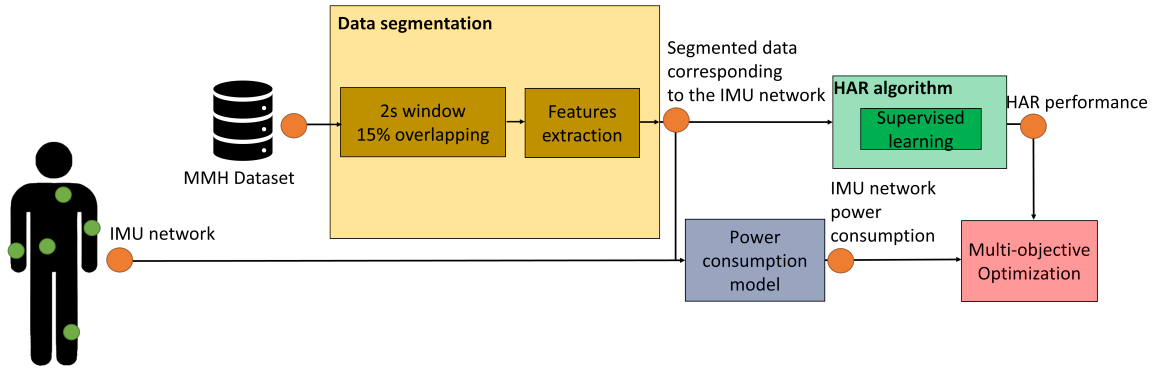 Data segmentation
2s window
15% overlapping
Features
extraction
Segmented data
corresponding
to the IMU network
HAR algorithm
Supervised
learning
HAR performance
MMH Dataset
IMU network
IMU network
power
consumption
Power
consumption
model
Multi-objective
Optimization